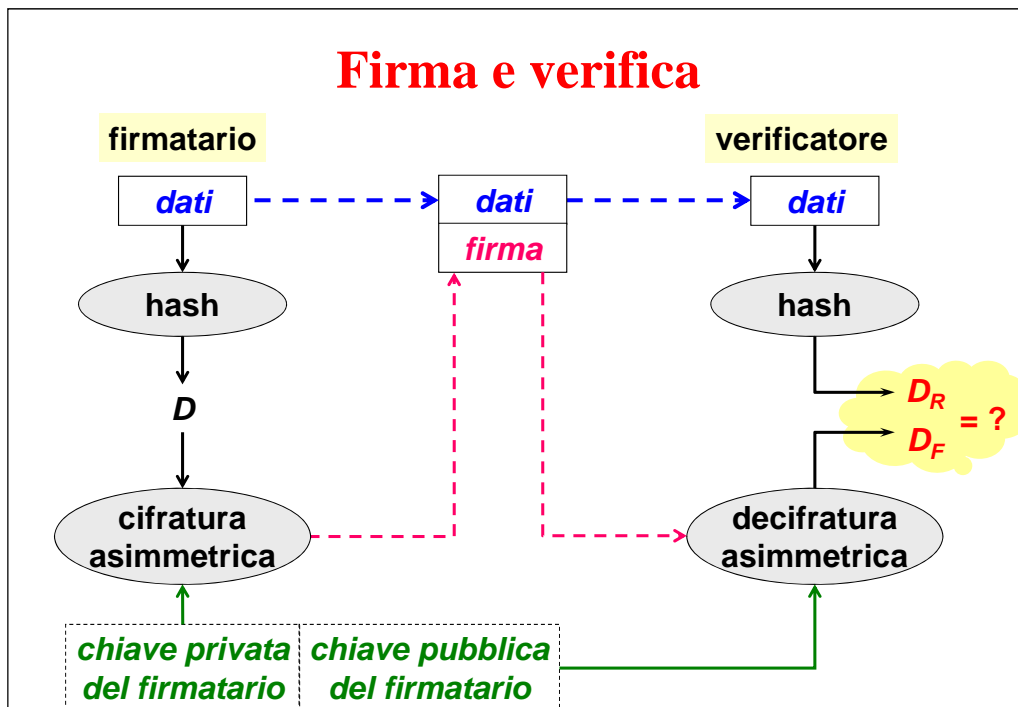 Firma e verifica
firmatario
verificatore
dati
dati
dati
firma
hash
hash
D
D_R
D_F
= ?
cifratura
asimmetrica
decifratura
asimmetrica
chiave privata
del firmatario
chiave pubblica
del firmatario